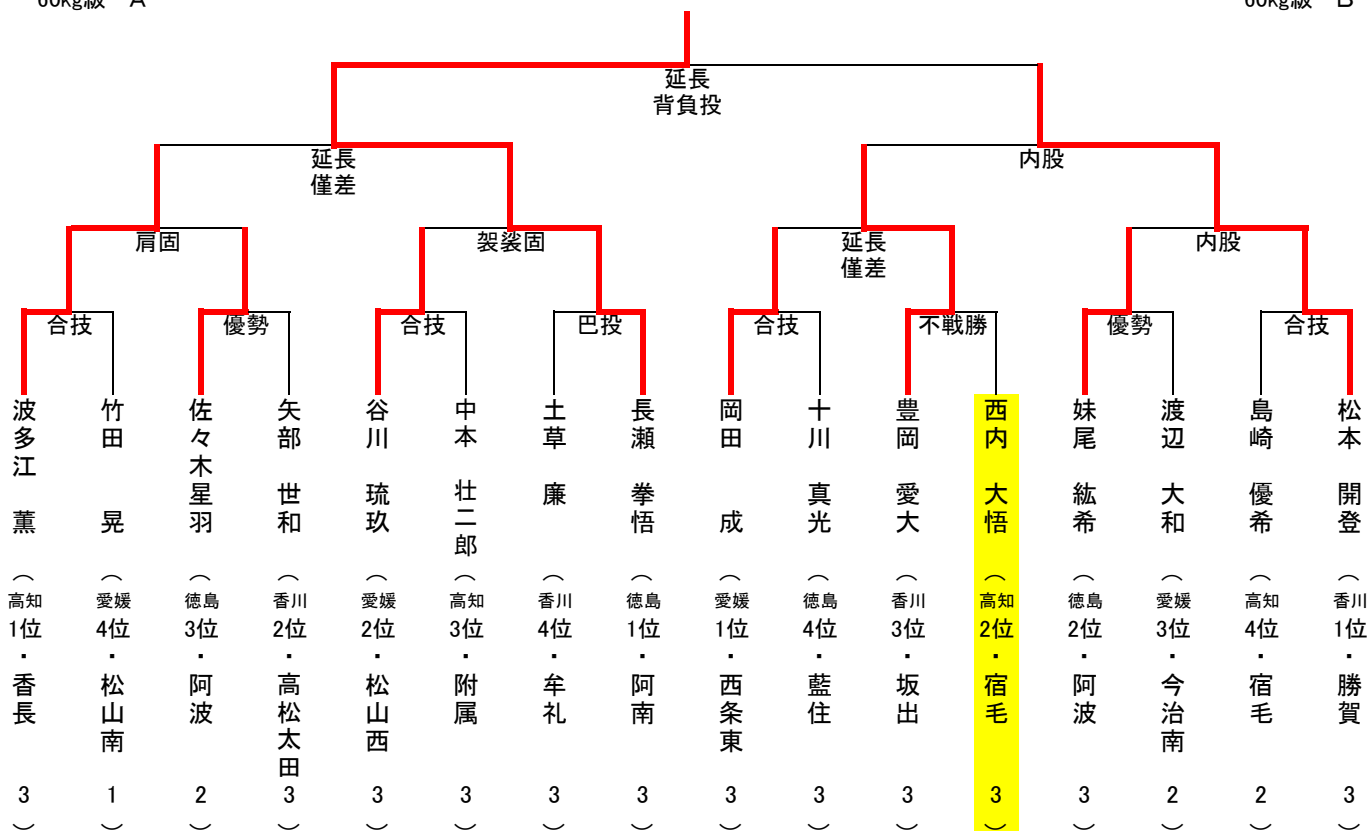 60kg級 A
60kg級 B
延長
背負投
延長
僅差
内股
肩固
袈裟固
延長
僅差
内股
合技
優勢
合技
巴投
合技
不戦勝
優勢
合技
波多江 薫 （高知1位・香長 3）
竹田 晃 （愛媛4位・松山南 1）
佐々木星羽 （徳島3位・阿波 2）
矢部 世和 （香川2位・高松太田 3）
谷川 琉玖 （愛媛2位・松山西 3）
中本 壮二郎 （高知3位・附属 3）
土草 廉 （香川4位・牟礼 3）
長瀬 拳悟 （徳島1位・阿南 3）
岡田 成 （愛媛1位・西条東 3）
十川 真光 （徳島4位・藍住 3）
豊岡 愛大 （香川3位・坂出 3）
西内 大悟 （高知2位・宿毛 3）
妹尾 紘希 （徳島2位・阿波 3）
渡辺 大和 （愛媛3位・今治南 2）
島崎 優希 （高知4位・宿毛 2）
松本 開登 （香川1位・勝賀 3）